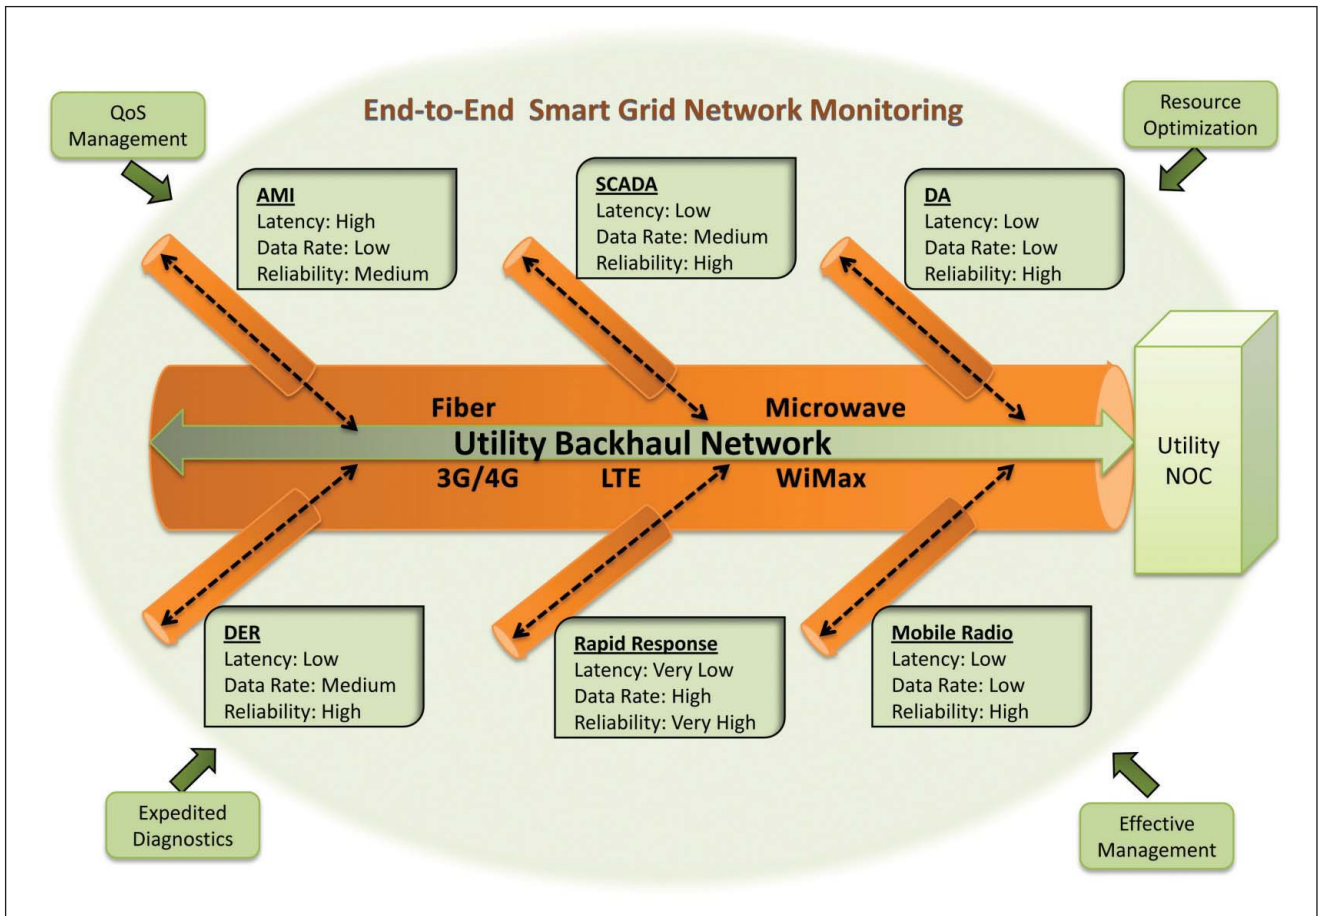 End-to-End Smart Grid Network Monitoring
QoS
Management
Resource
Optimization
AMI
Latency: High
Data Rate: Low
Reliability: Medium
SCADA
Latency: Low
Data Rate: Medium
Reliability: High
DA
Latency: Low
Data Rate: Low
Reliability: High
Fiber
Microwave
Utility Backhaul Network
3G/4G
LTE
WiMax
Utility
NOC
DER
Latency: Low
Data Rate: Medium
Reliability: High
Rapid Response
Latency: Very Low
Data Rate: High
Reliability: Very High
Mobile Radio
Latency: Low
Data Rate: Low
Reliability: High
Expedited
Diagnostics
Effective
Management